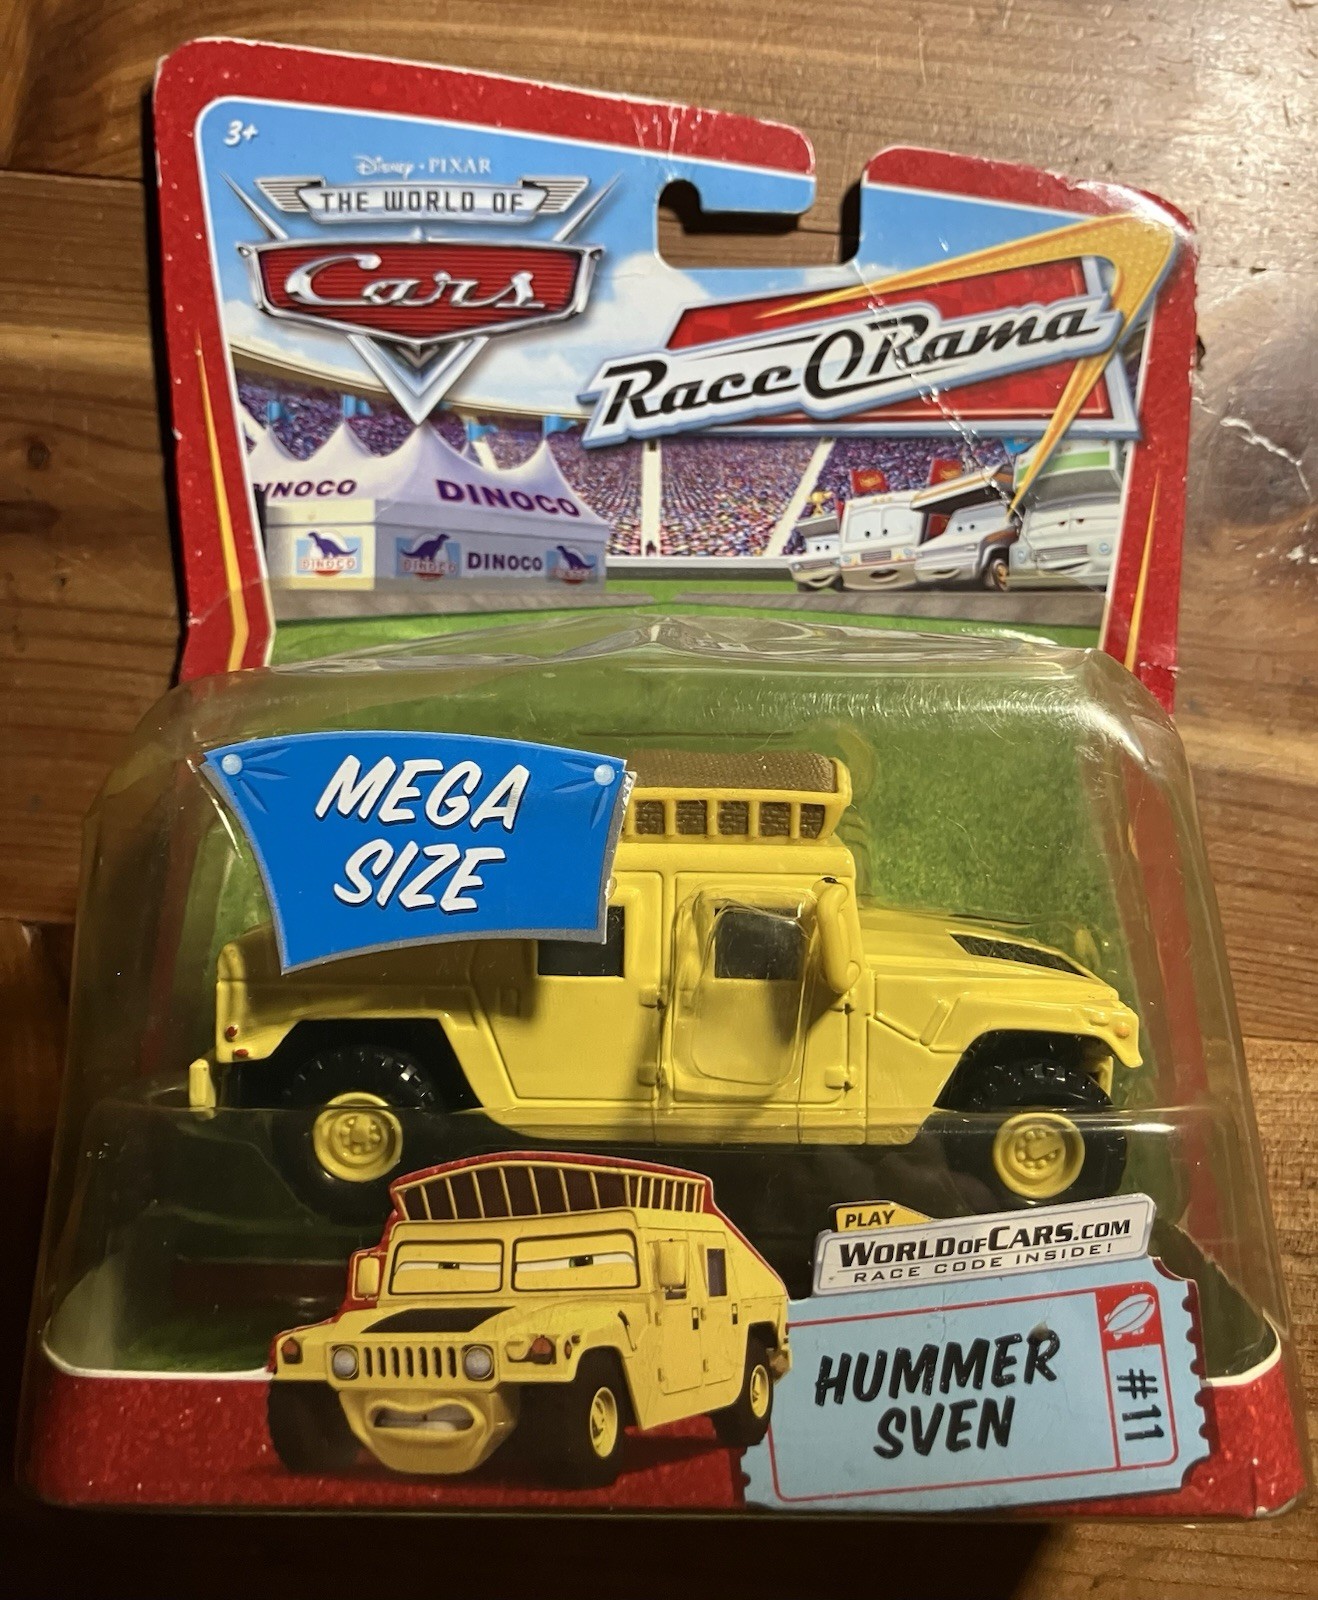 3+
Disney • PIXAR
THE WORLD OF
Cars
Race O Rama
DINOCO
DINOCO
DINOCO
DINOCO
DINOCO
MEGA
SIZE
PLAY
WORLDOFCARS.COM
RACE CODE INSIDE!
HUMMER
SVEN
#11